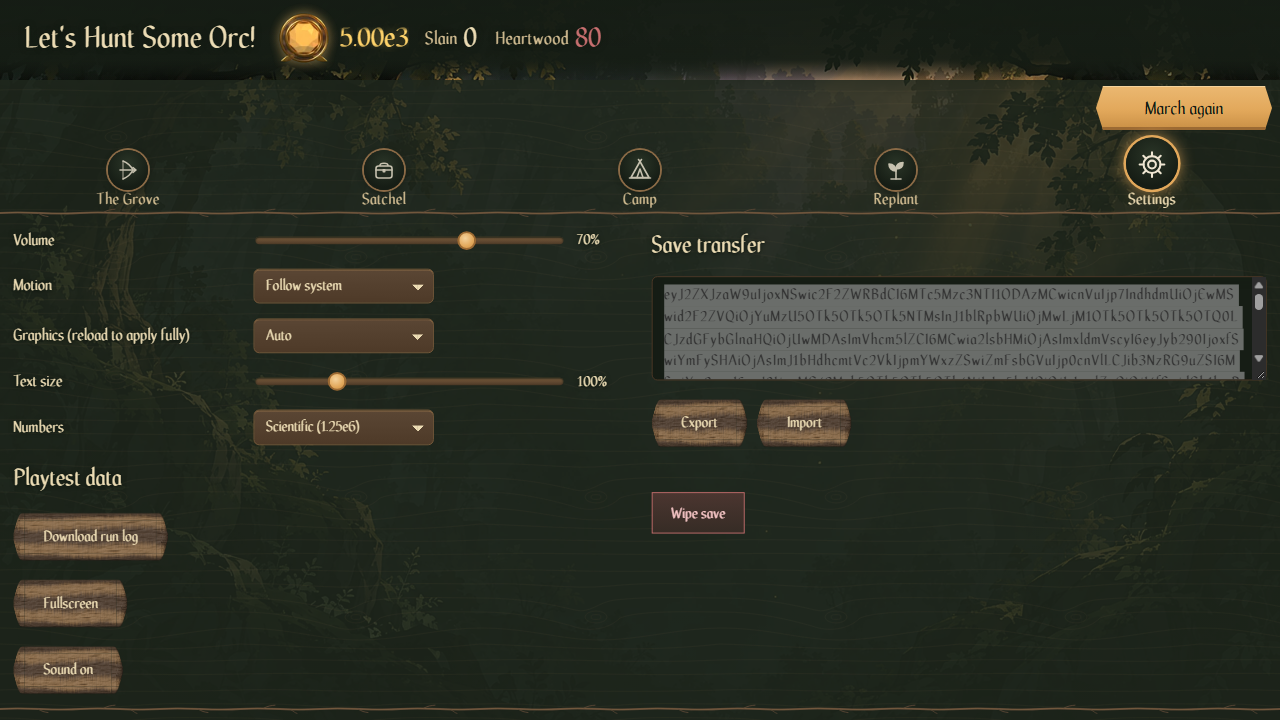 Let's Hunt Some Orc!
5.00e3
Slain 0
Heartwood 80
March again
The Grove
Satchel
Camp
Replant
Settings
Volume
70%
Motion
Follow system
Graphics (reload to apply fully)
Auto
Text size
100%
Numbers
Scientific (1.25e6)
Playtest data
Download run log
Fullscreen
Sound on
Save transfer
Export
Import
Wipe save